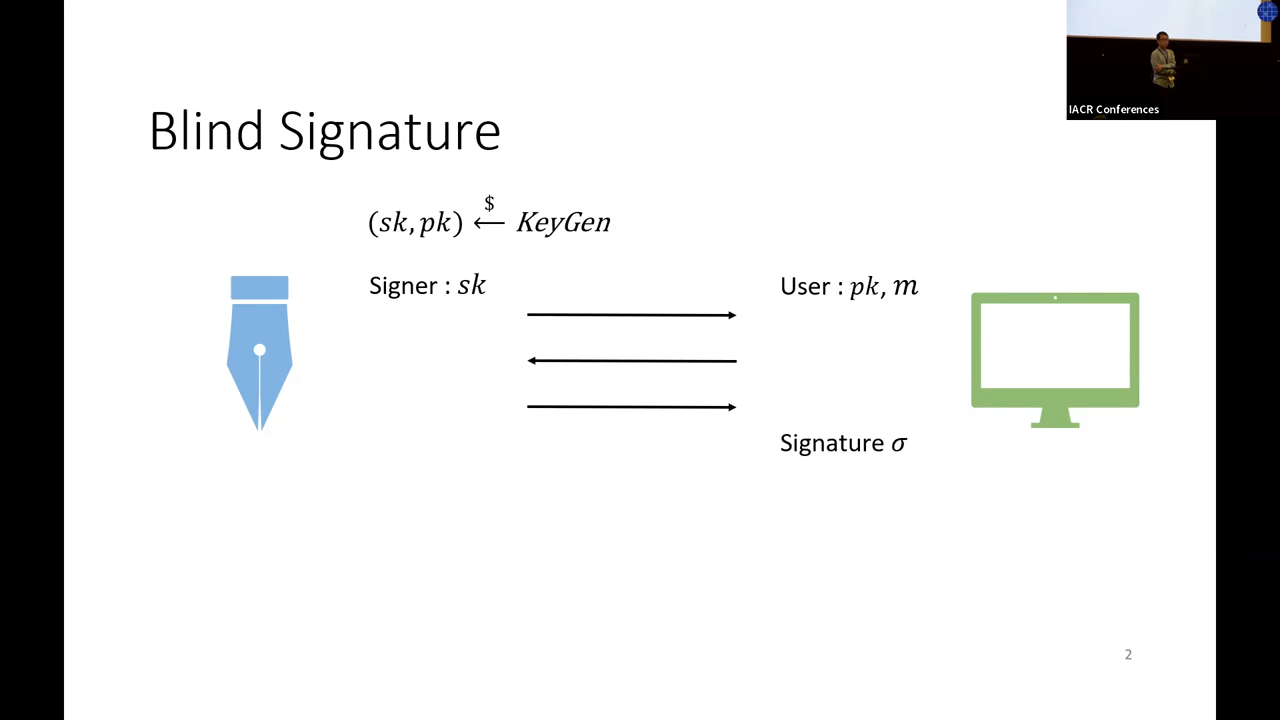 IACR Conferences
Blind Signature
$
(sk, pk) ⟵ KeyGen
Signer : sk
User : pk, m
Signature σ
2